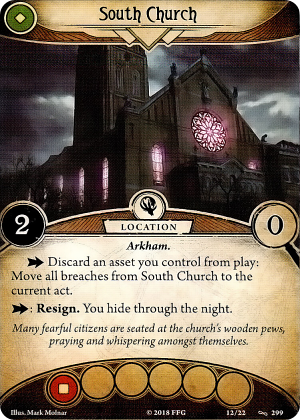 South Church
2
LOCATION
0
Arkham.
Discard an asset you control from play:
Move all breaches from South Church to the
current act.
: Resign. You hide through the night.
Many fearful citizens are seated at the church's wooden pews,
praying and whispering amongst themselves.
Illus. Mark Molnar
© 2018 FFG
12/22
299